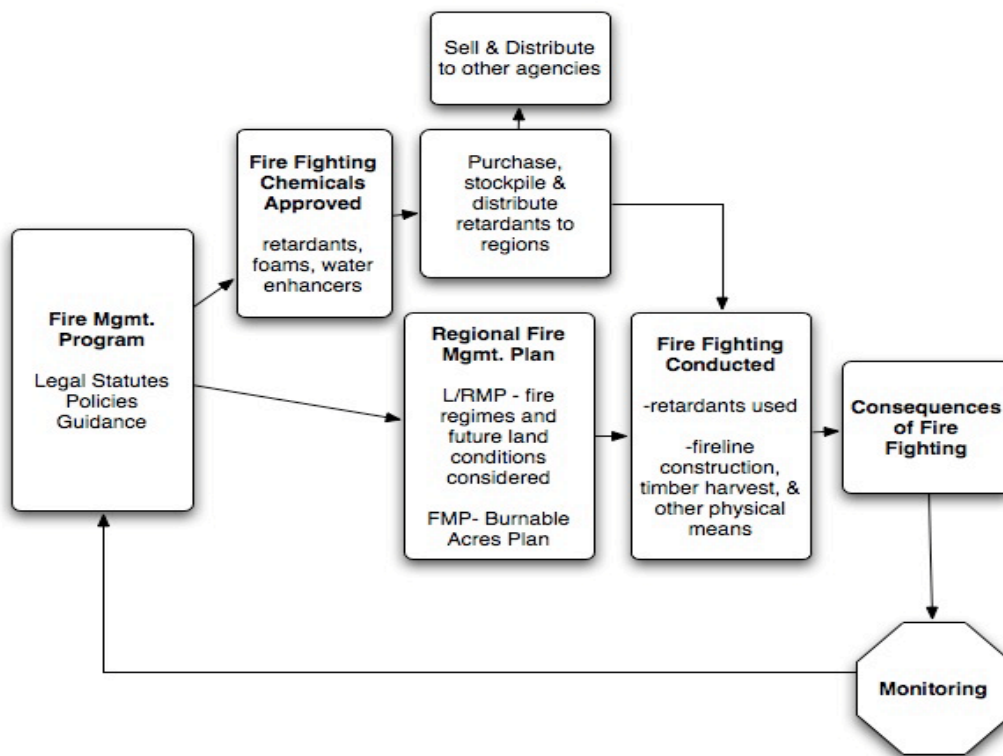 Sell & Distribute
to other agencies
Fire Fighting
Chemicals
Approved
retardants,
foams, water
enhancers
Purchase,
stockpile &
distribute
retardants to
regions
Fire Mgmt.
Program
Legal Statutes
Policies
Guidance
Regional Fire
Mgmt. Plan
L/RMP - fire
regimes and
future land
conditions
considered
FMP- Burnable
Acres Plan
Fire Fighting
Conducted
-retardants used
-fireline
construction,
timber harvest, &
other physical
means
Consequences
of Fire
Fighting
Monitoring